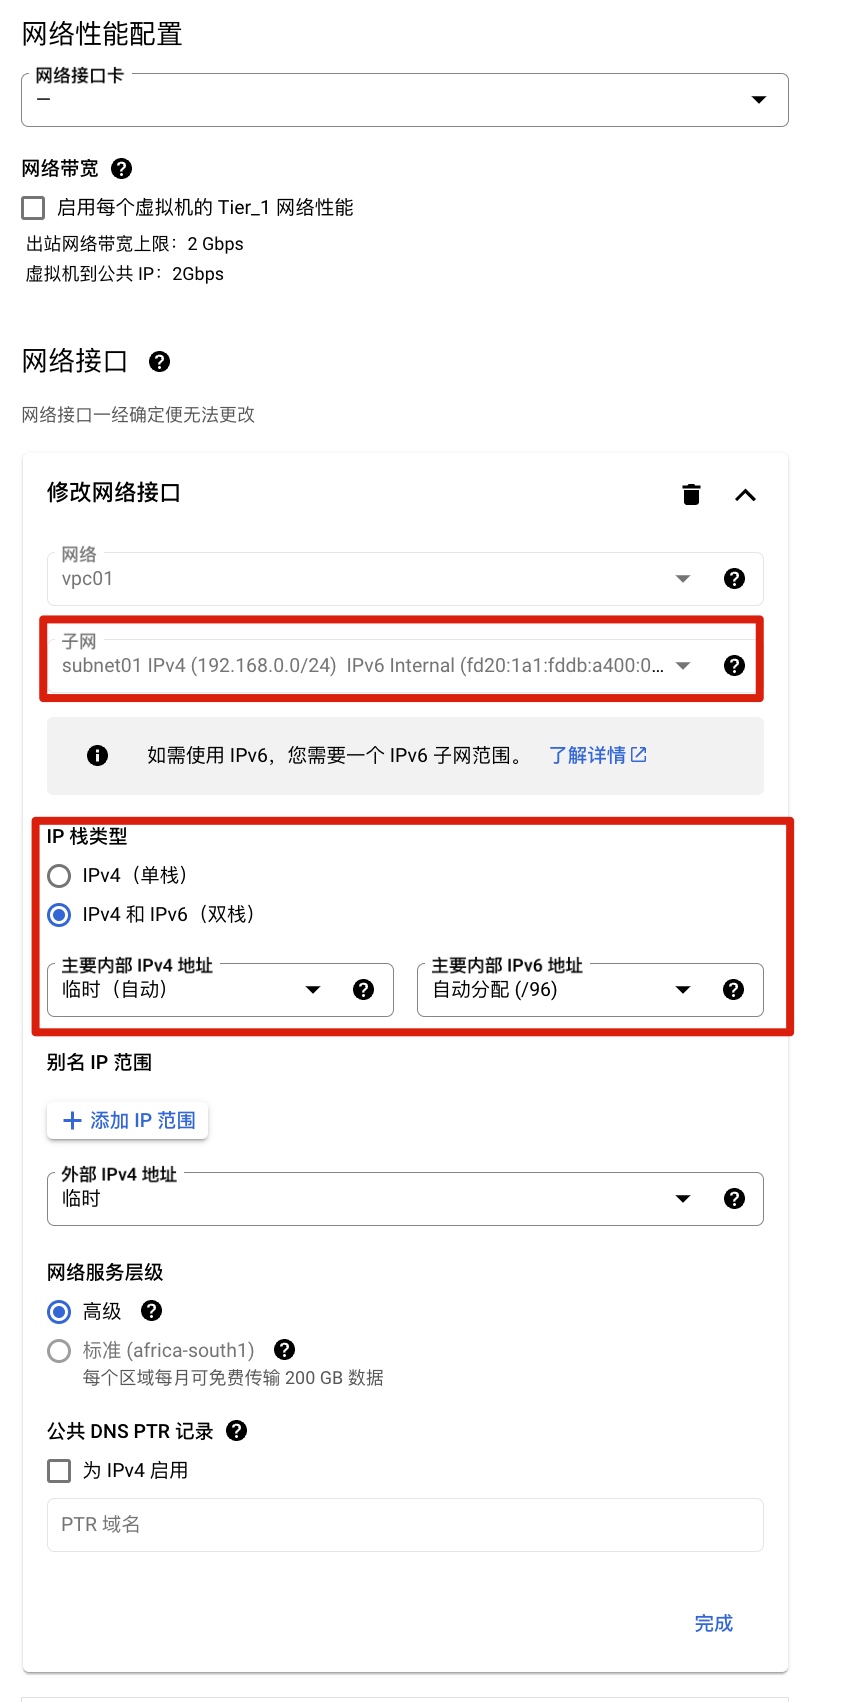 网络性能配置
网络接口卡
—
网络带宽
启用每个虚拟机的 Tier_1 网络性能
出站网络带宽上限：2 Gbps
虚拟机到公共 IP：2Gbps
网络接口
网络接口一经确定便无法更改
修改网络接口
网络
vpc01
子网
subnet01 IPv4 (192.168.0.0/24) IPv6 Internal (fd20:1a1:fddb:a400:0...
如需使用 IPv6，您需要一个 IPv6 子网范围。 了解详情
IP 栈类型
IPv4（单栈）
IPv4 和 IPv6（双栈）
主要内部 IPv4 地址
临时（自动）
主要内部 IPv6 地址
自动分配 (/96)
别名 IP 范围
添加 IP 范围
外部 IPv4 地址
临时
网络服务层级
高级
标准 (africa-south1)
每个区域每月可免费传输 200 GB 数据
公共 DNS PTR 记录
为 IPv4 启用
PTR 域名
完成